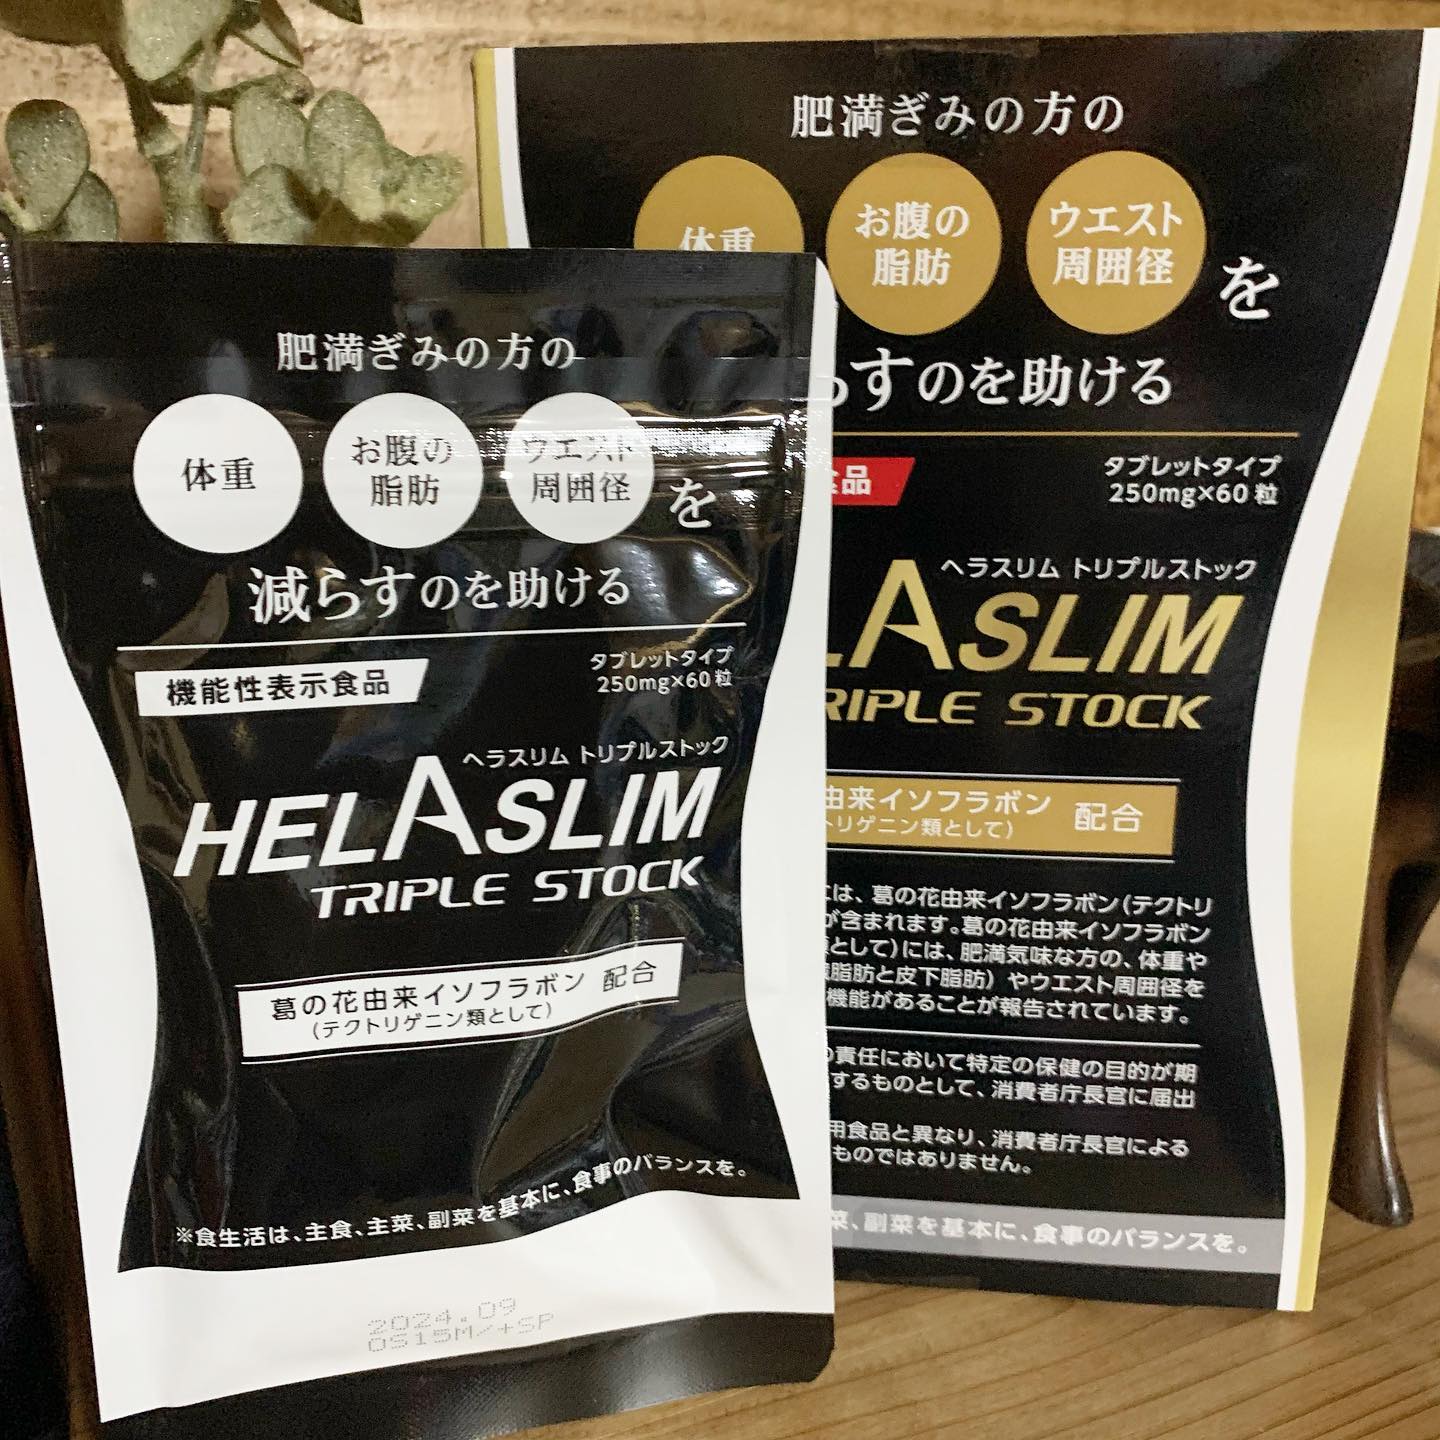 肥満ぎみの方の
体重
お腹の
脂肪
ウエスト
周囲径
を
減らすのを助ける
機能性表示食品
タブレットタイプ
250mg×60粒
ヘラスリム トリプルストック
HELASLIM
TRIPLE STOCK
葛の花由来イソフラボン 配合
(テクトリゲニン類として)
※食生活は、主食、主菜、副菜を基本に、食事のバランスを。
2024.09
OS15M/+SP
肥満ぎみの方の
体重
お腹の
脂肪
ウエスト
周囲径
を
らすのを助ける
食品
タブレットタイプ
250mg×60粒
ヘラスリム トリプルストック
LASLIM
RIPLE STOCK
由来イソフラボン 配合
トリゲニン類として)
は、葛の花由来イソフラボン(テクトリ
が含まれます。葛の花由来イソフラボン
として)には、肥満気味な方の、体重や
脂肪と皮下脂肪)やウエスト周囲径を
機能があることが報告されています。
責任において特定の保健の目的が期
するものとして、消費者庁長官に届出
用食品と異なり、消費者庁長官による
ものではありません。
菜、副菜を基本に、食事のバランスを。